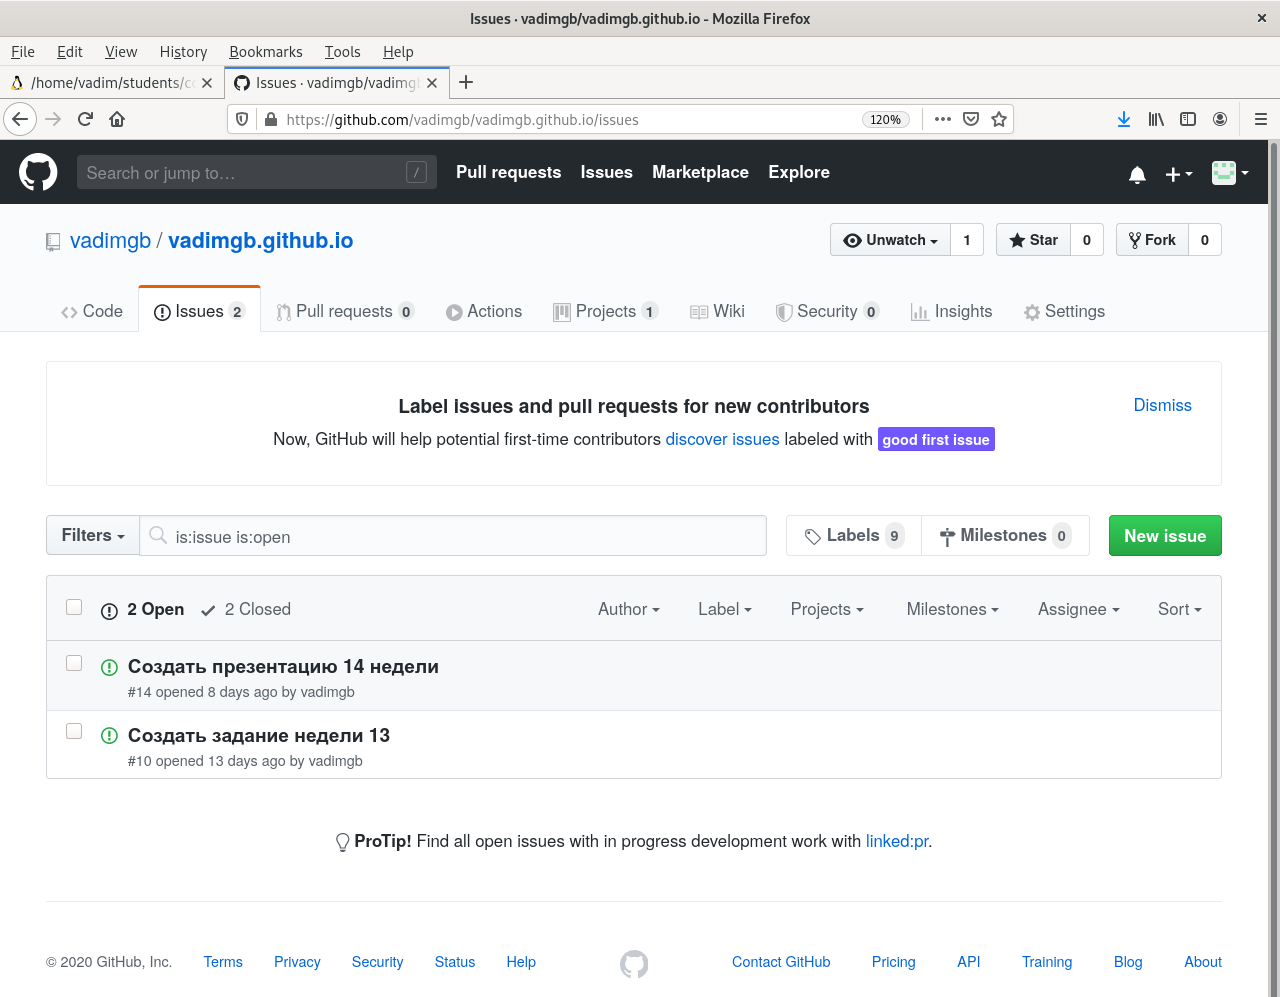 Issues · vadimgb/vadimgb.github.io - Mozilla Firefox
File Edit View History Bookmarks Tools Help
/home/vadim/students/co Issues · vadimgb/vadimg
https://github.com/vadimgb/vadimgb.github.io/issues 120%
Search or jump to… / Pull requests Issues Marketplace Explore
vadimgb / vadimgb.github.io Unwatch 1 Star 0 Fork 0
Code Issues 2 Pull requests 0 Actions Projects 1 Wiki Security 0 Insights Settings
Label issues and pull requests for new contributors Dismiss
Now, GitHub will help potential first-time contributors discover issues labeled with good first issue
Filters is:issue is:open Labels 9 Milestones 0 New issue
2 Open 2 Closed Author Label Projects Milestones Assignee Sort
Создать презентацию 14 недели
#14 opened 8 days ago by vadimgb
Создать задание недели 13
#10 opened 13 days ago by vadimgb
ProTip! Find all open issues with in progress development work with linked:pr.
© 2020 GitHub, Inc. Terms Privacy Security Status Help Contact GitHub Pricing API Training Blog About